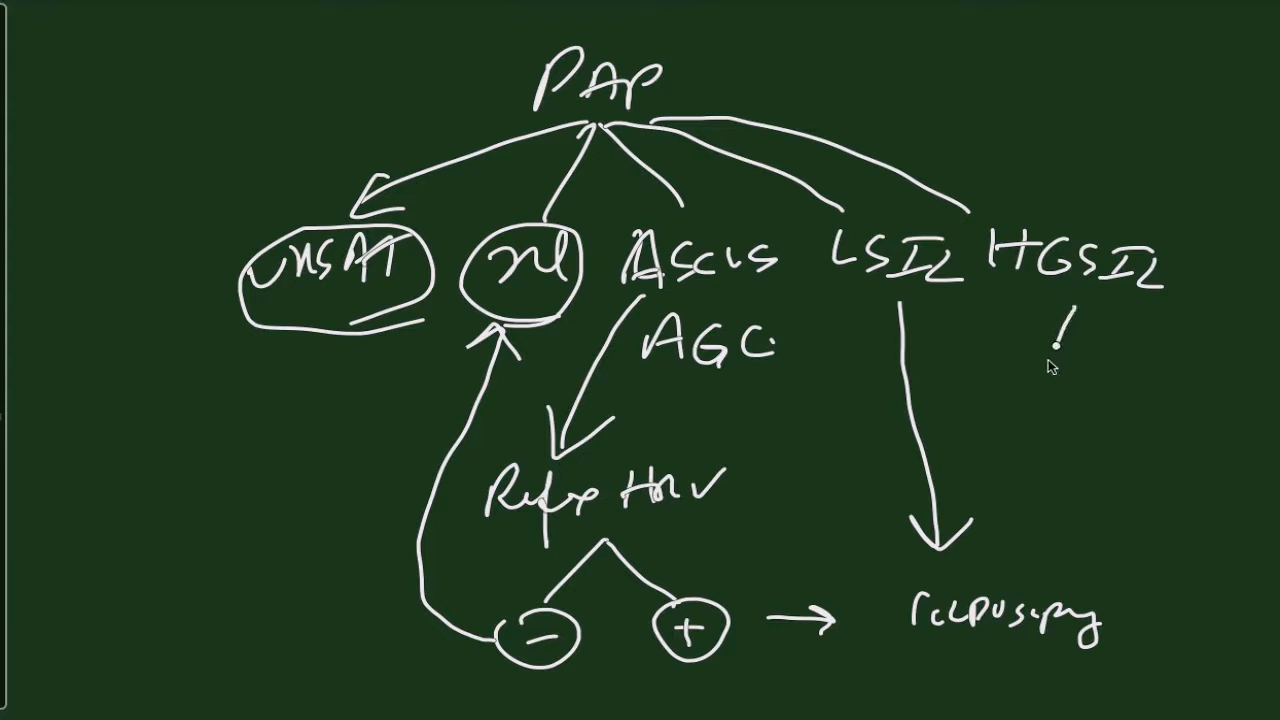 PAP
UNSAT nl ASCUS LSIL HGSIL
AGC
Reflex HPV
- +
Colposcopy